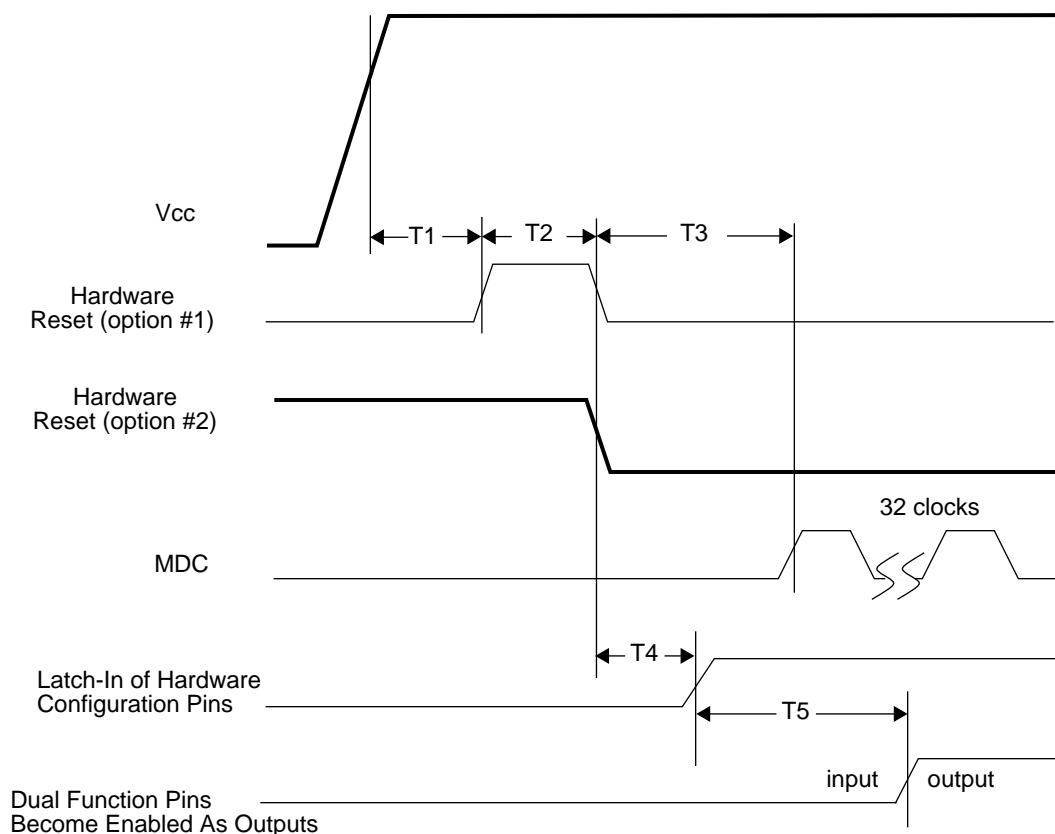 Vcc
T1
T2
T3
Hardware
Reset (option #1)
Hardware
Reset (option #2)
32 clocks
MDC
T4
Latch-In of Hardware
Configuration Pins
T5
input
output
Dual Function Pins
Become Enabled As Outputs